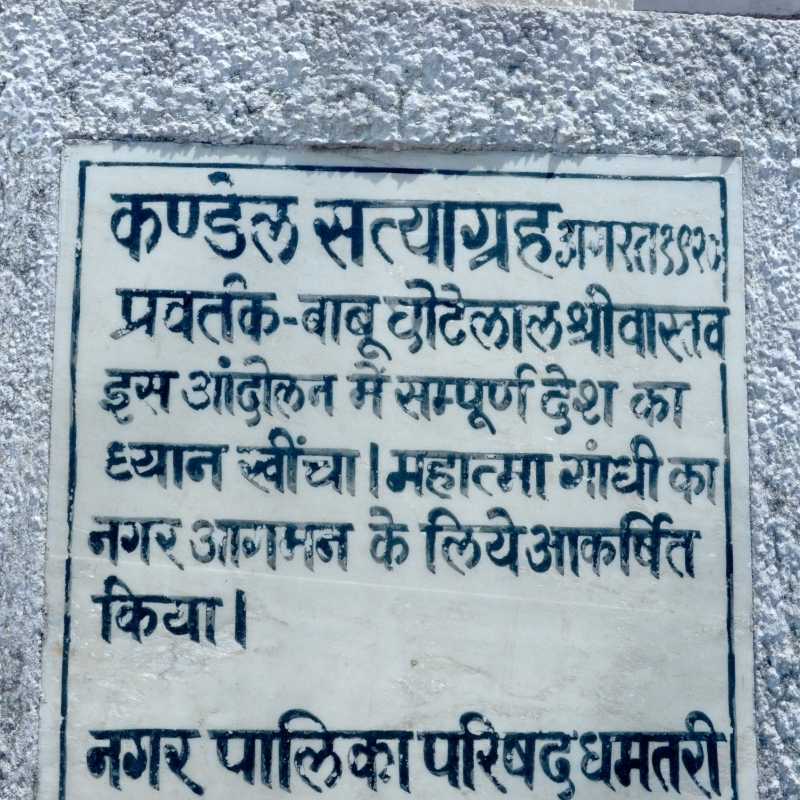 कण्डेल सत्याग्रह अगस्त १९२०
प्रवर्तक-बाबू छोटेलाल श्रीवास्तव
इस आंदोलन में सम्पूर्ण देश का
ध्यान खींचा। महात्मा गांधी का
नगर आगमन के लिये आकर्षित
किया।
नगर पालिका परिषद धमतरी